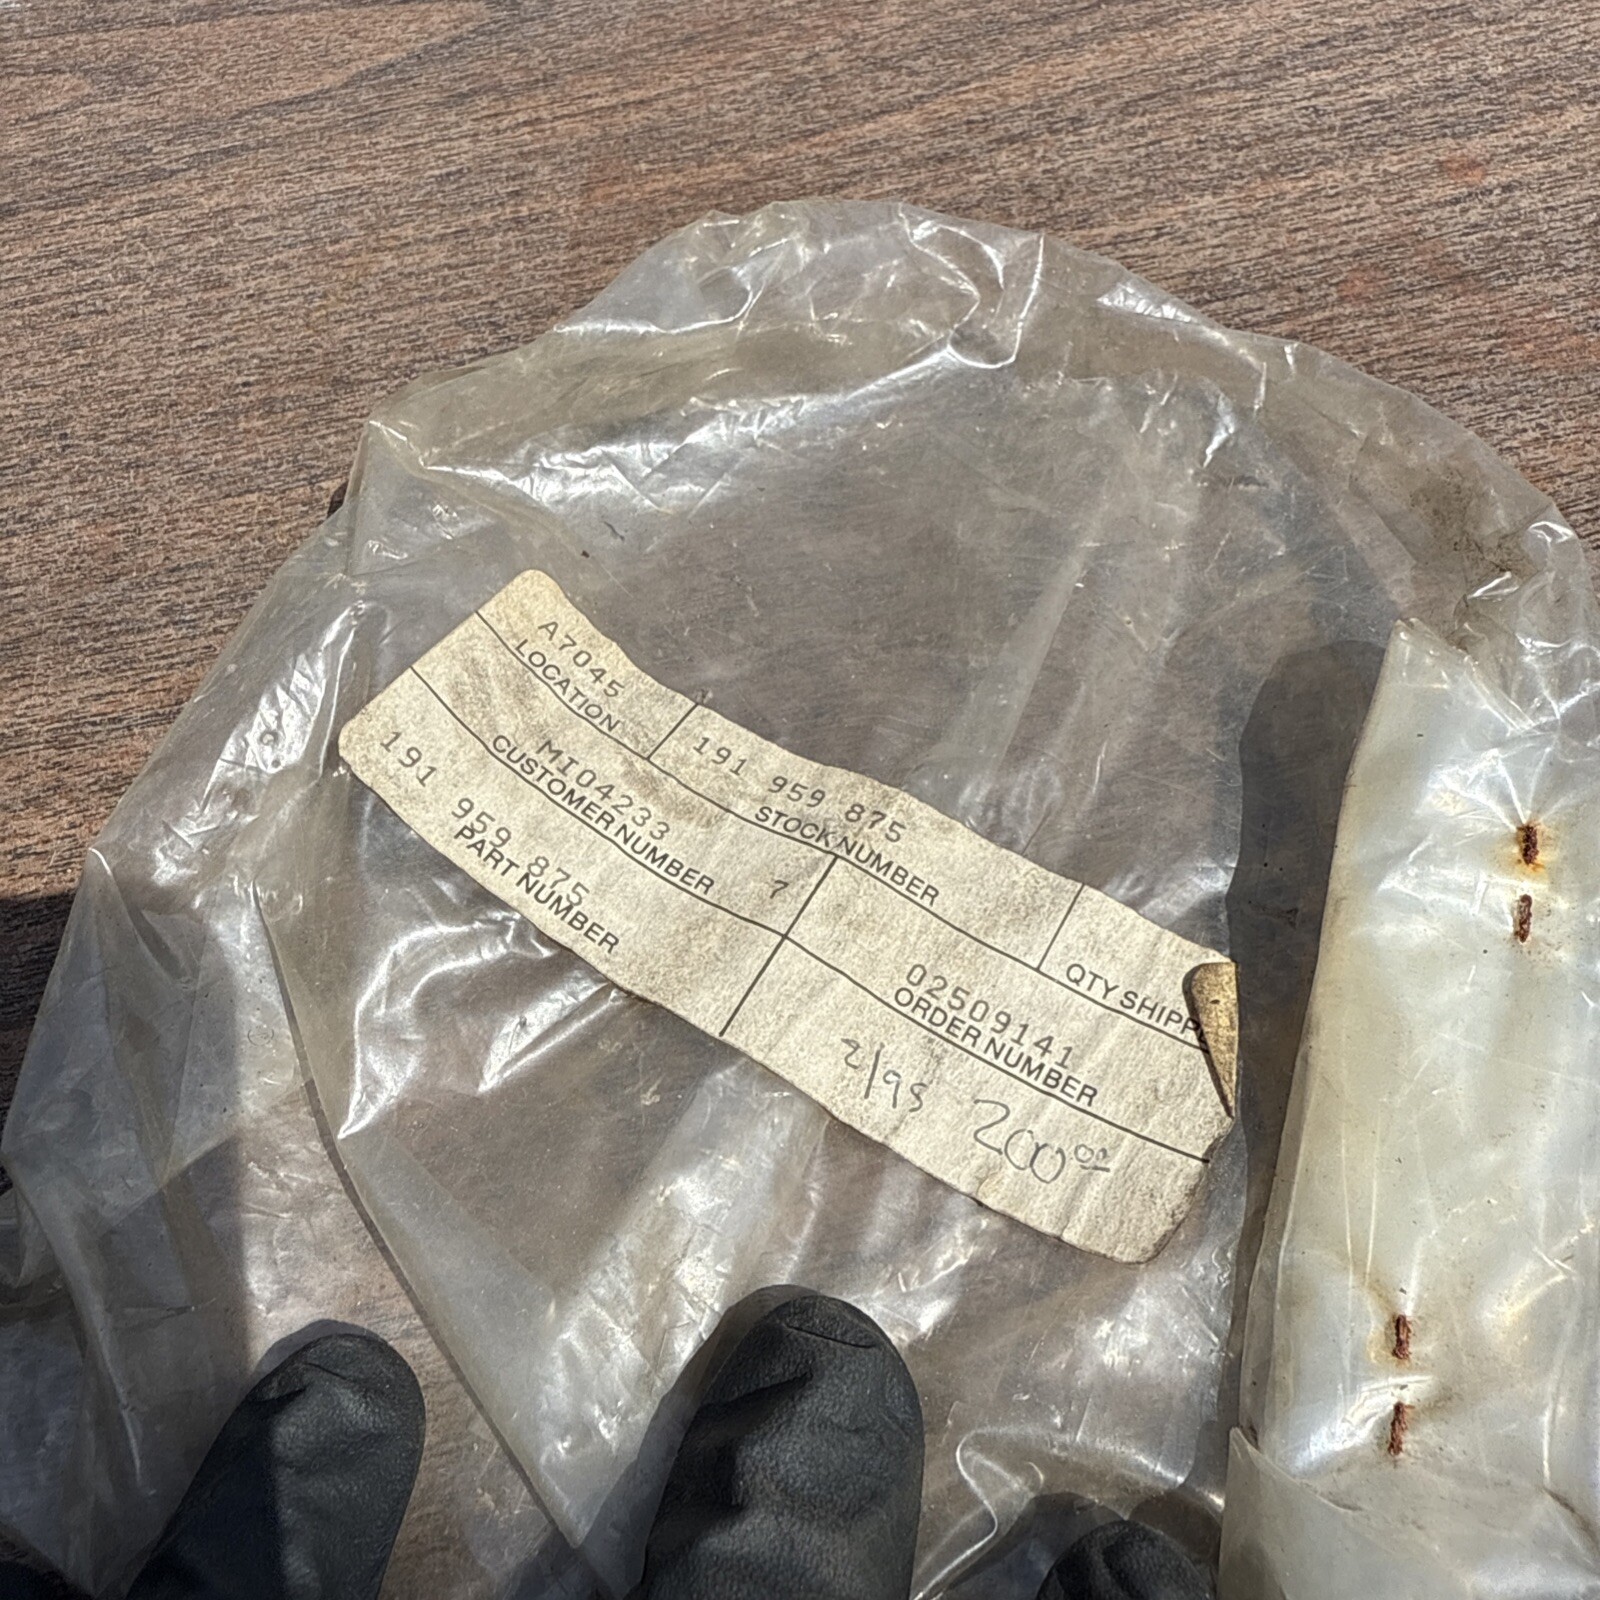 A7045 191 959 875
LOCATION STOCK NUMBER QTY SHIPP
MI04233 7 02509141
CUSTOMER NUMBER ORDER NUMBER
191 959 875 2/95 200 00
PART NUMBER